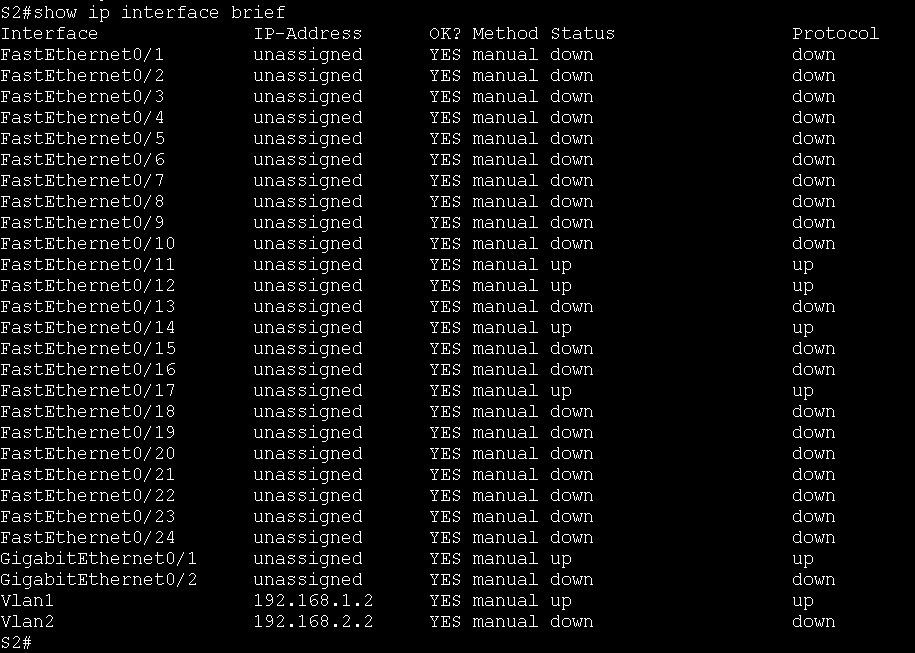 S2#show ip interface brief
Interface IP-Address OK? Method Status Protocol
FastEthernet0/1 unassigned YES manual down down
FastEthernet0/2 unassigned YES manual down down
FastEthernet0/3 unassigned YES manual down down
FastEthernet0/4 unassigned YES manual down down
FastEthernet0/5 unassigned YES manual down down
FastEthernet0/6 unassigned YES manual down down
FastEthernet0/7 unassigned YES manual down down
FastEthernet0/8 unassigned YES manual down down
FastEthernet0/9 unassigned YES manual down down
FastEthernet0/10 unassigned YES manual down down
FastEthernet0/11 unassigned YES manual up up
FastEthernet0/12 unassigned YES manual up up
FastEthernet0/13 unassigned YES manual down down
FastEthernet0/14 unassigned YES manual up up
FastEthernet0/15 unassigned YES manual down down
FastEthernet0/16 unassigned YES manual down down
FastEthernet0/17 unassigned YES manual up up
FastEthernet0/18 unassigned YES manual down down
FastEthernet0/19 unassigned YES manual down down
FastEthernet0/20 unassigned YES manual down down
FastEthernet0/21 unassigned YES manual down down
FastEthernet0/22 unassigned YES manual down down
FastEthernet0/23 unassigned YES manual down down
FastEthernet0/24 unassigned YES manual down down
GigabitEthernet0/1 unassigned YES manual up up
GigabitEthernet0/2 unassigned YES manual down down
Vlan1 192.168.1.2 YES manual up up
Vlan2 192.168.2.2 YES manual down down
S2#